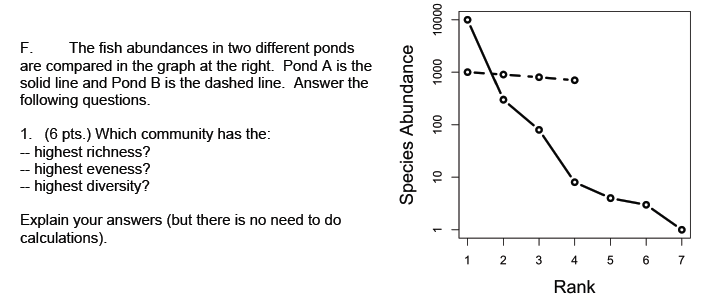 F. The fish abundances in two different ponds
are compared in the graph at the right. Pond A is the
solid line and Pond B is the dashed line. Answer the
following questions.
1. (6 pts.) Which community has the:
-- highest richness?
-- highest eveness?
-- highest diversity?
Explain your answers (but there is no need to do
calculations).
Species Abundance
10000
1000
100
10
1
1 2 3 4 5 6 7
Rank